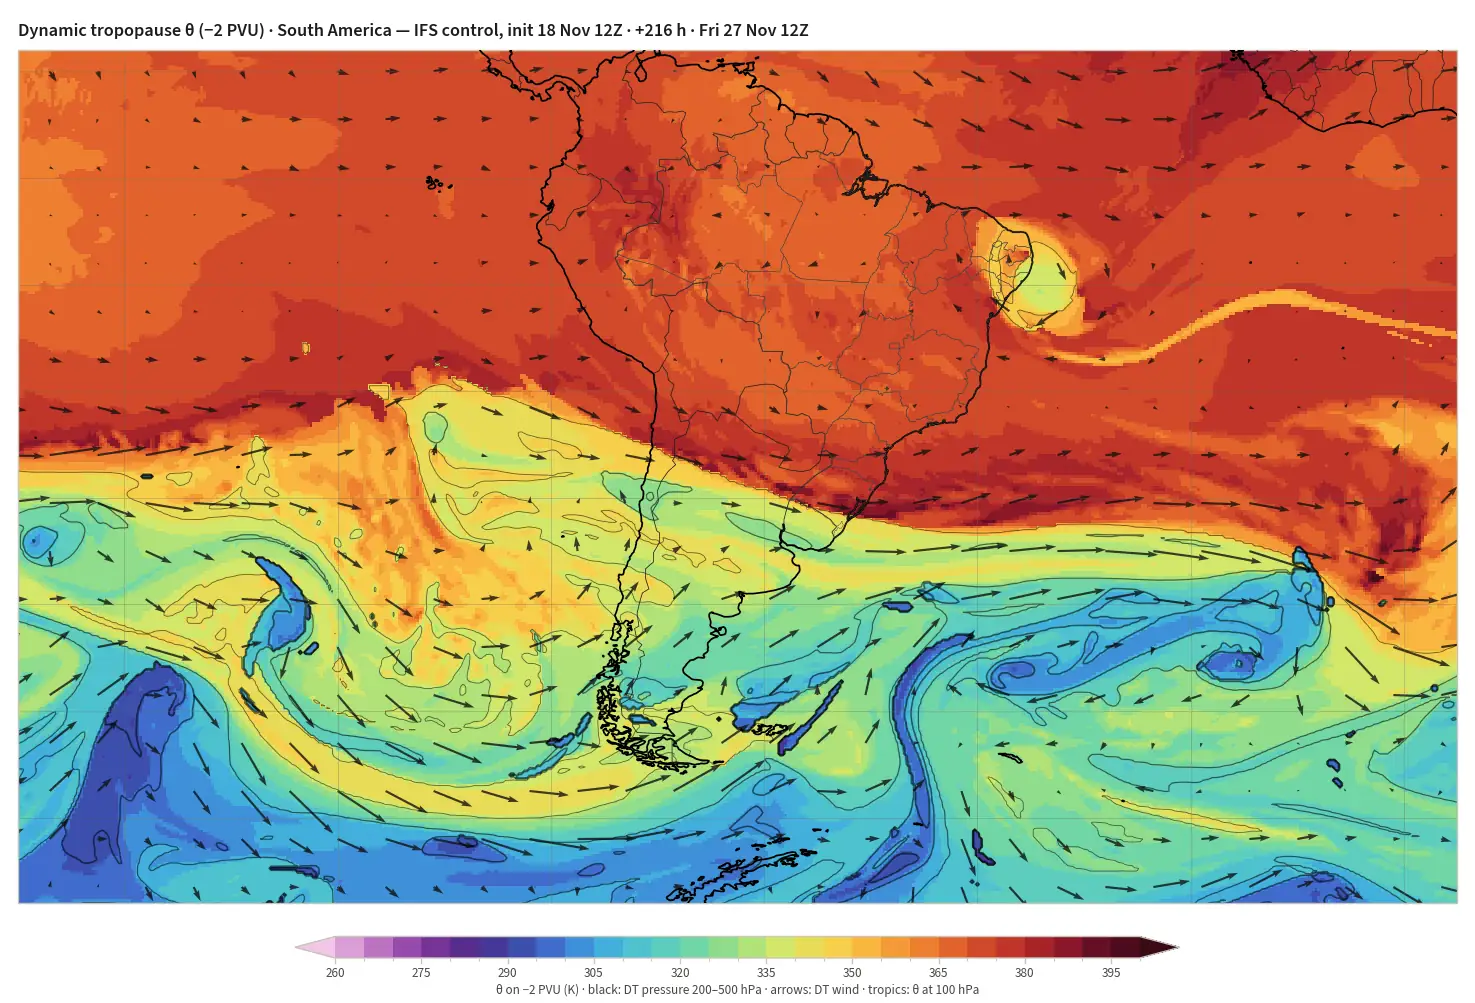 Dynamic tropopause θ (−2 PVU) · South America — IFS control, init 18 Nov 12Z · +216 h · Fri 27 Nov 12Z
260 275 290 305 320 335 350 365 380 395
θ on −2 PVU (K) · black: DT pressure 200–500 hPa · arrows: DT wind · tropics: θ at 100 hPa